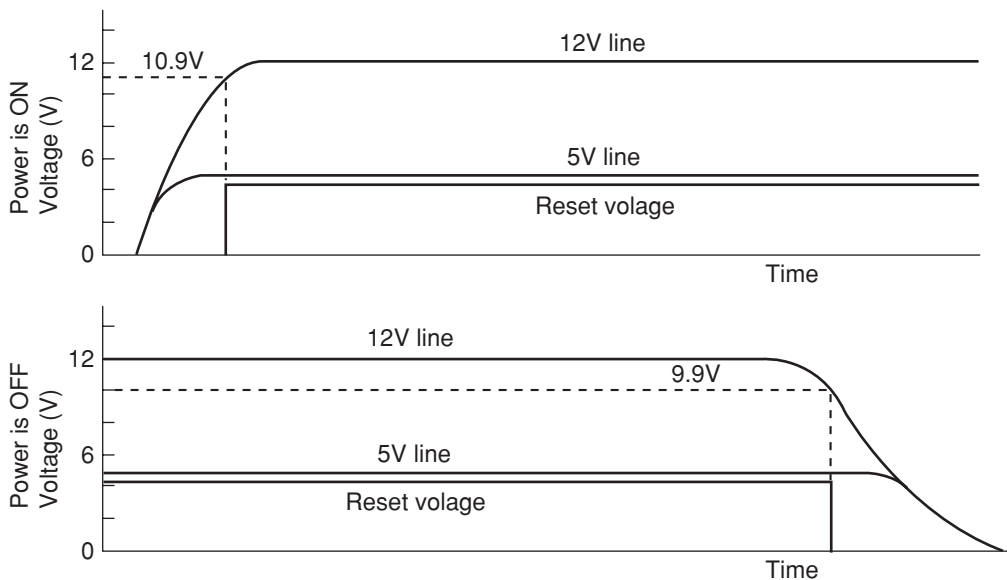 Power is ON
Voltage (V)
12
6
0
10.9V
12V line
5V line
Reset volage
Time
Power is OFF
Voltage (V)
12
6
0
12V line
9.9V
5V line
Reset volage
Time